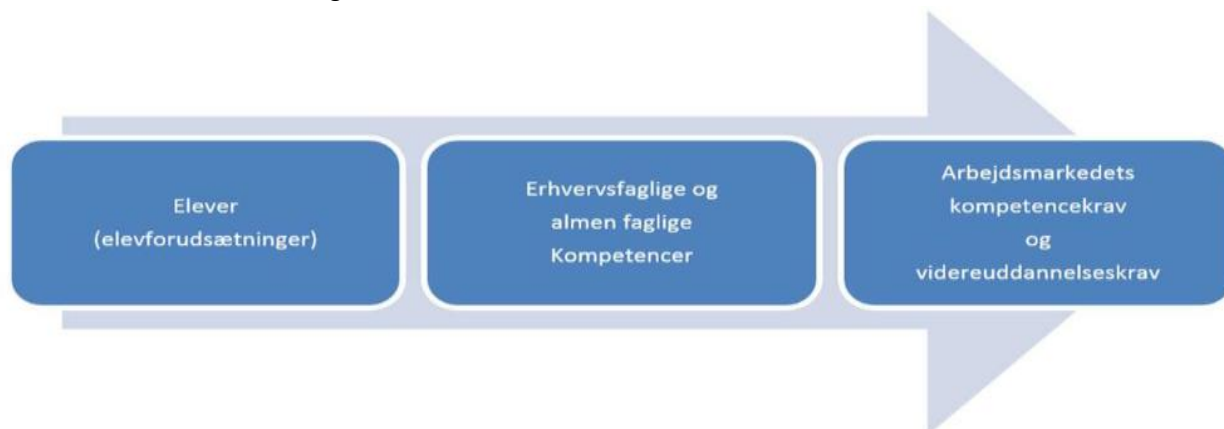 Elever
(elevforudsætninger)
Erhvervsfaglige og
almen faglige
Kompetencer
Arbejdsmarkedets
kompetencekrav
og
videreuddannelseskrav